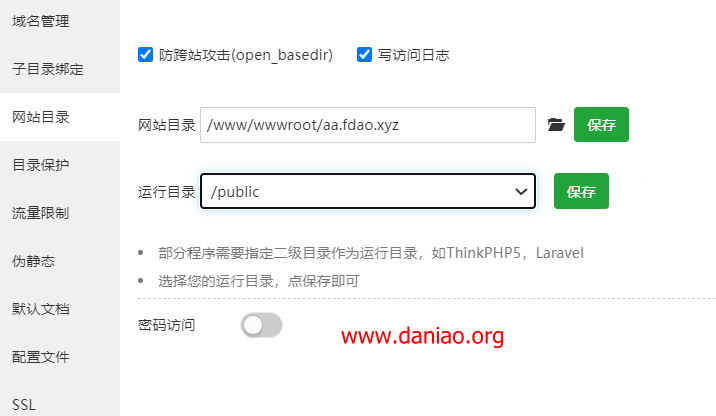 域名管理
子目录绑定
网站目录
目录保护
流量限制
伪静态
默认文档
配置文件
SSL
防跨站攻击(open_basedir) 写访问日志
网站目录 /www/wwwroot/aa.fdao.xyz 保存
运行目录 /public 保存
部分程序需要指定二级目录作为运行目录，如ThinkPHP5，Laravel
选择您的运行目录，点保存即可
密码访问
www.daniao.org